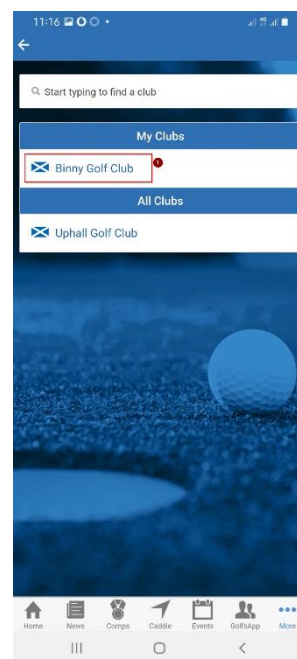 11:16
Start typing to find a club
My Clubs
Binny Golf Club 1
All Clubs
Uphall Golf Club
Home News Comps Caddie Events GolfsApp More